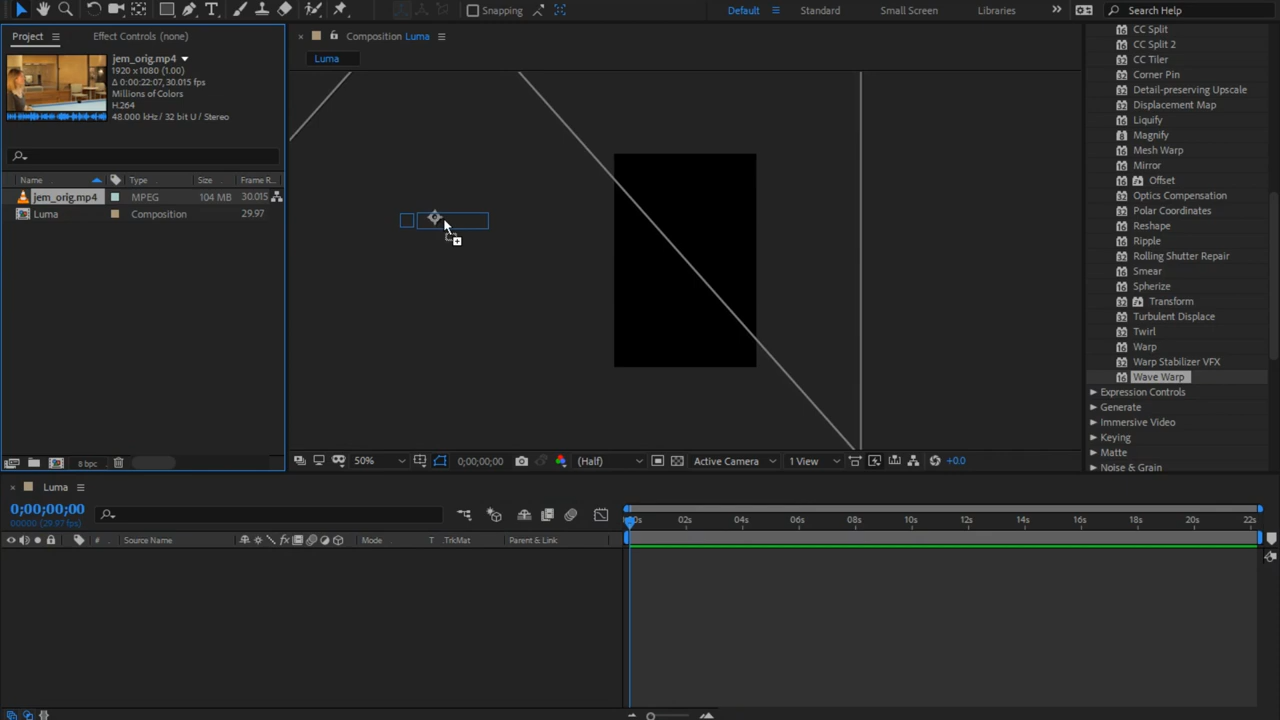 Snapping
Default
Standard
Small Screen
Libraries
Search Help
Project
Effect Controls (none)
jem_orig.mp4
1920 x 1080 (1.00)
Δ 0:00:22:07, 30.015 fps
Millions of Colors
H.264
48.000 kHz / 32 bit U / Stereo
Name
Type
Size
Frame R...
jem_orig.mp4
MPEG
104 MB
30.015
Luma
Composition
29.97
8 bpc
Composition Luma
Luma
50%
0;00;00;00
(Half)
Active Camera
1 View
+0.0
CC Split
CC Split 2
CC Tiler
Corner Pin
Detail-preserving Upscale
Displacement Map
Liquify
Magnify
Mesh Warp
Mirror
Offset
Optics Compensation
Polar Coordinates
Reshape
Ripple
Rolling Shutter Repair
Smear
Spherize
Transform
Turbulent Displace
Twirl
Warp
Warp Stabilizer VFX
Wave Warp
Expression Controls
Generate
Immersive Video
Keying
Matte
Noise & Grain
Luma
0;00;00;00
00000 (29.97 fps)
#
Source Name
Mode
T .TrkMat
Parent & Link
02s
04s
06s
08s
10s
12s
14s
16s
18s
20s
22s